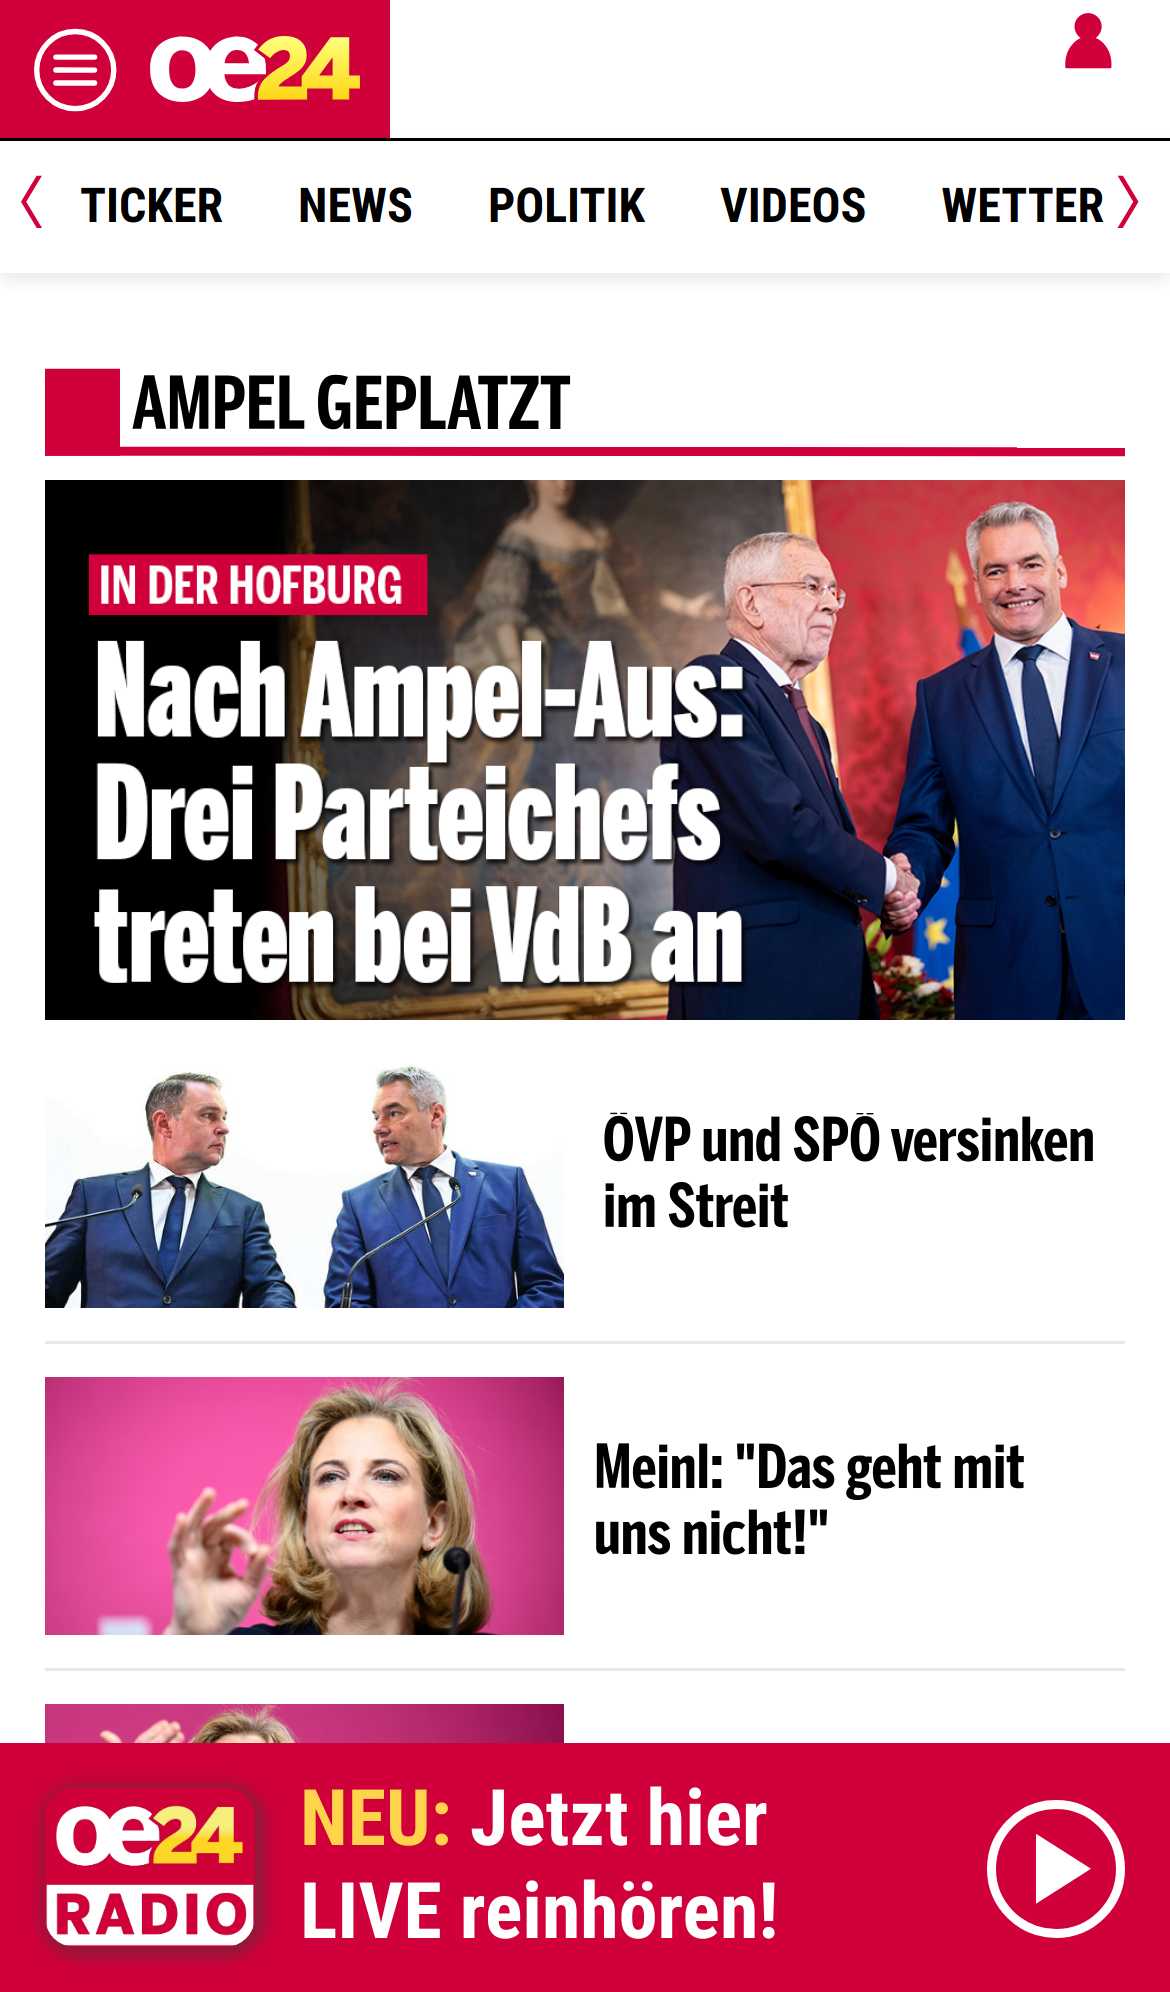 oe24
TICKER NEWS POLITIK VIDEOS WETTER
AMPEL GEPLATZT
IN DER HOFBURG
Nach Ampel-Aus:
Drei Parteichefs
treten bei VdB an
ÖVP und SPÖ versinken
im Streit
Meinl: "Das geht mit
uns nicht!"
oe24
RADIO
NEU: Jetzt hier
LIVE reinhören!